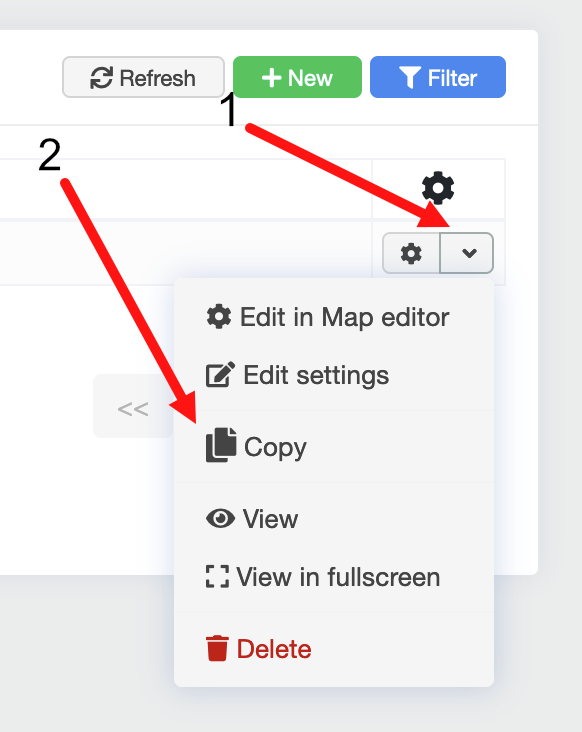 Refresh
New
Filter
1
2
Edit in Map editor
Edit settings
<<
Copy
View
View in fullscreen
Delete